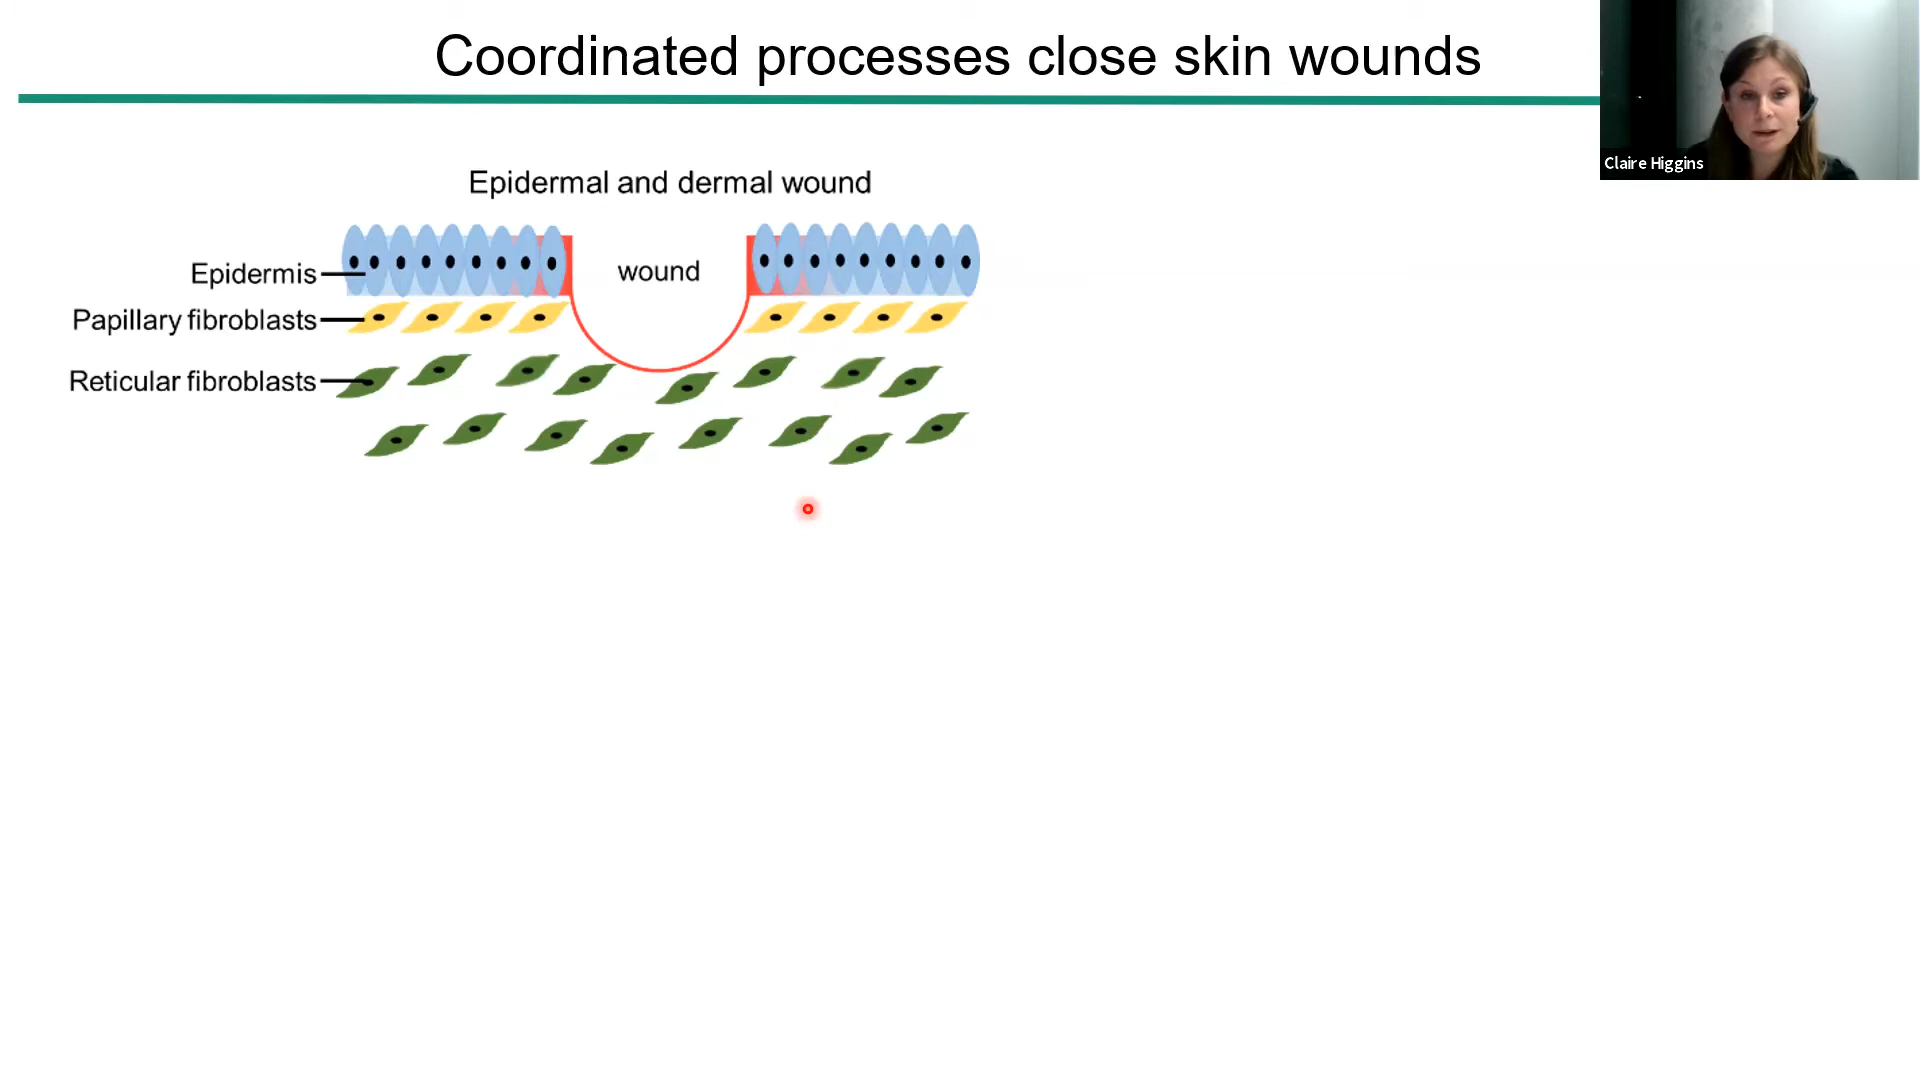 Coordinated processes close skin wounds
Claire Higgins
Epidermal and dermal wound
wound
Epidermis
Papillary fibroblasts
Reticular fibroblasts